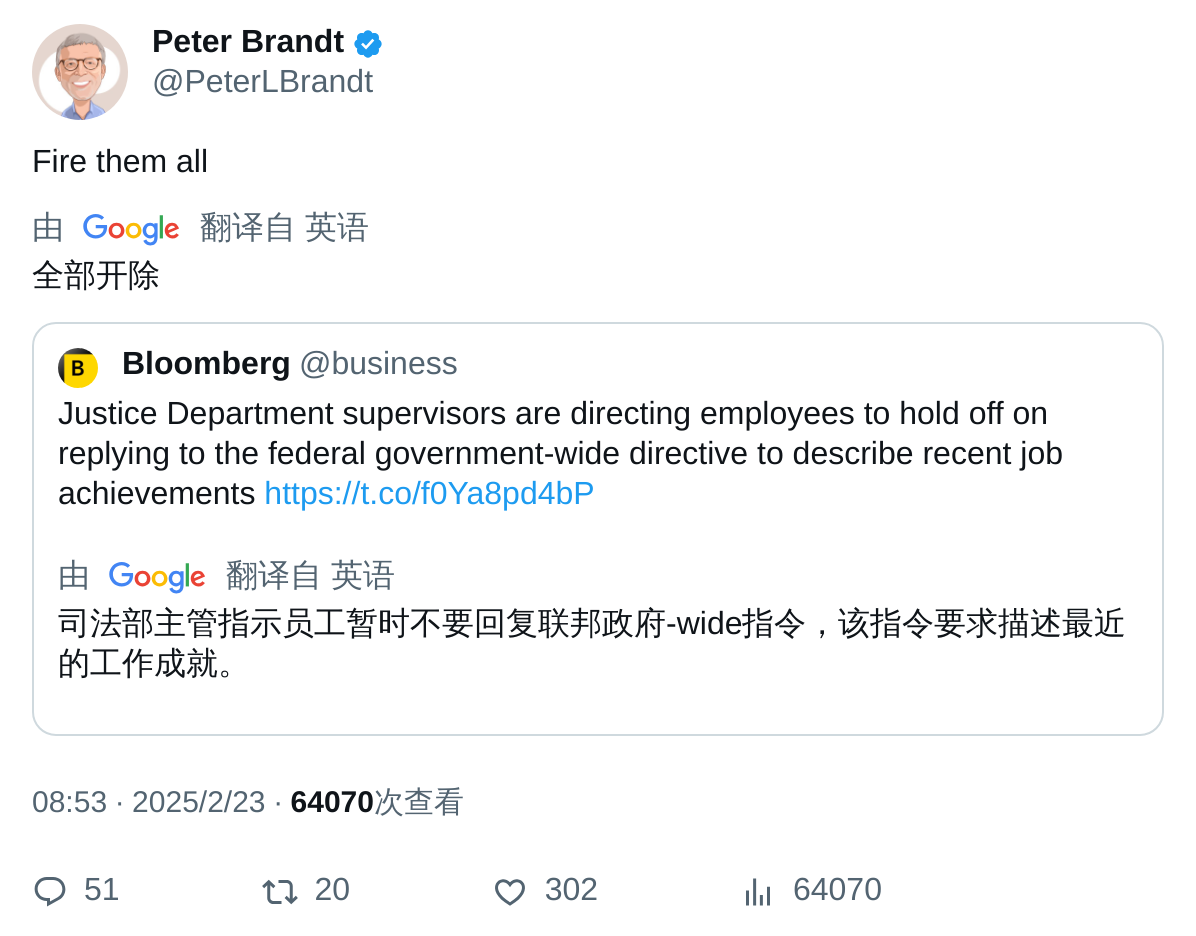 Peter Brandt
@PeterLBrandt
Fire them all
由 Google 翻译自 英语
全部开除
B
Bloomberg @business
Justice Department supervisors are directing employees to hold off on
replying to the federal government-wide directive to describe recent job
achievements https://t.co/f0Ya8pd4bP
由 Google 翻译自 英语
司法部主管指示员工暂时不要回复联邦政府-wide指令，该指令要求描述最近
的工作成就。
08:53 · 2025/2/23 · 64070次查看
51 20 302 64070